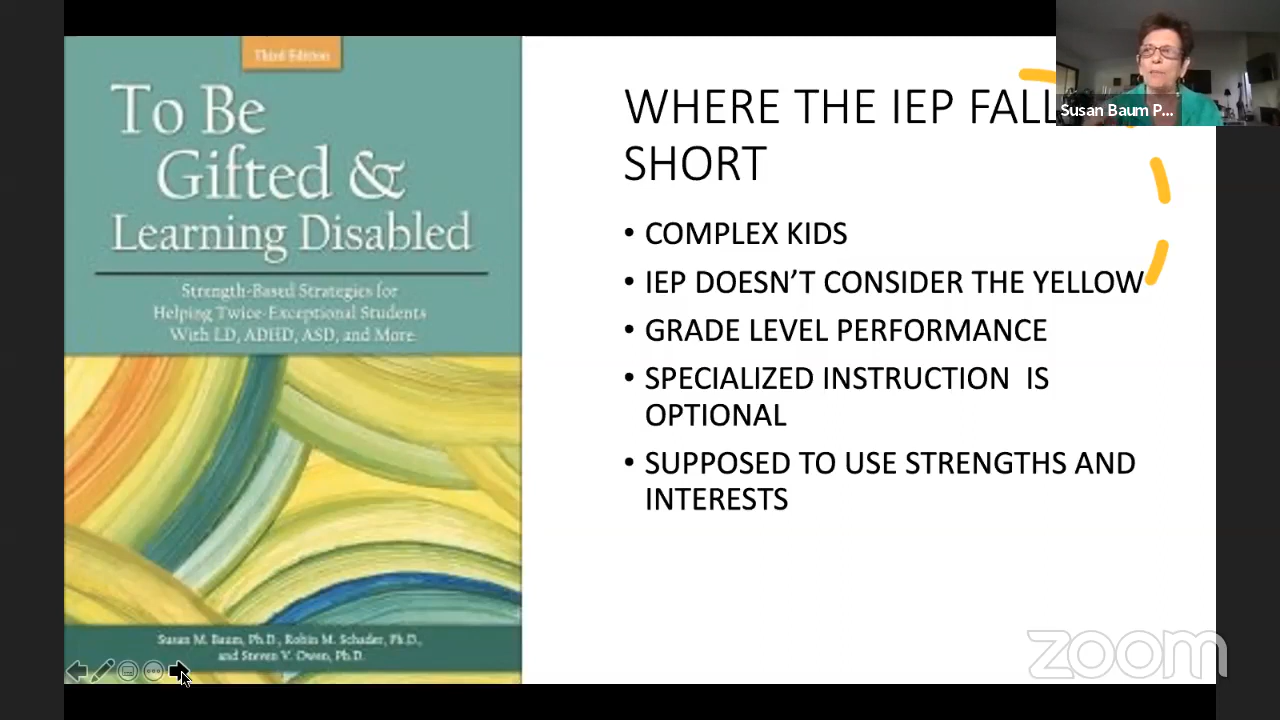 Third Edition
To Be
Gifted &
Learning Disabled
Strength-Based Strategies for
Helping Twice-Exceptional Students
With LD, ADHD, ASD, and More.
Susan M. Baum, Ph.D., Robin M. Schader, Ph.D.,
and Steven V. Owen, Ph.D.
WHERE THE IEP FALL
SHORT
• COMPLEX KIDS
• IEP DOESN’T CONSIDER THE YELLOW
• GRADE LEVEL PERFORMANCE
• SPECIALIZED INSTRUCTION IS
OPTIONAL
• SUPPOSED TO USE STRENGTHS AND
INTERESTS
Susan Baum P...
zoom